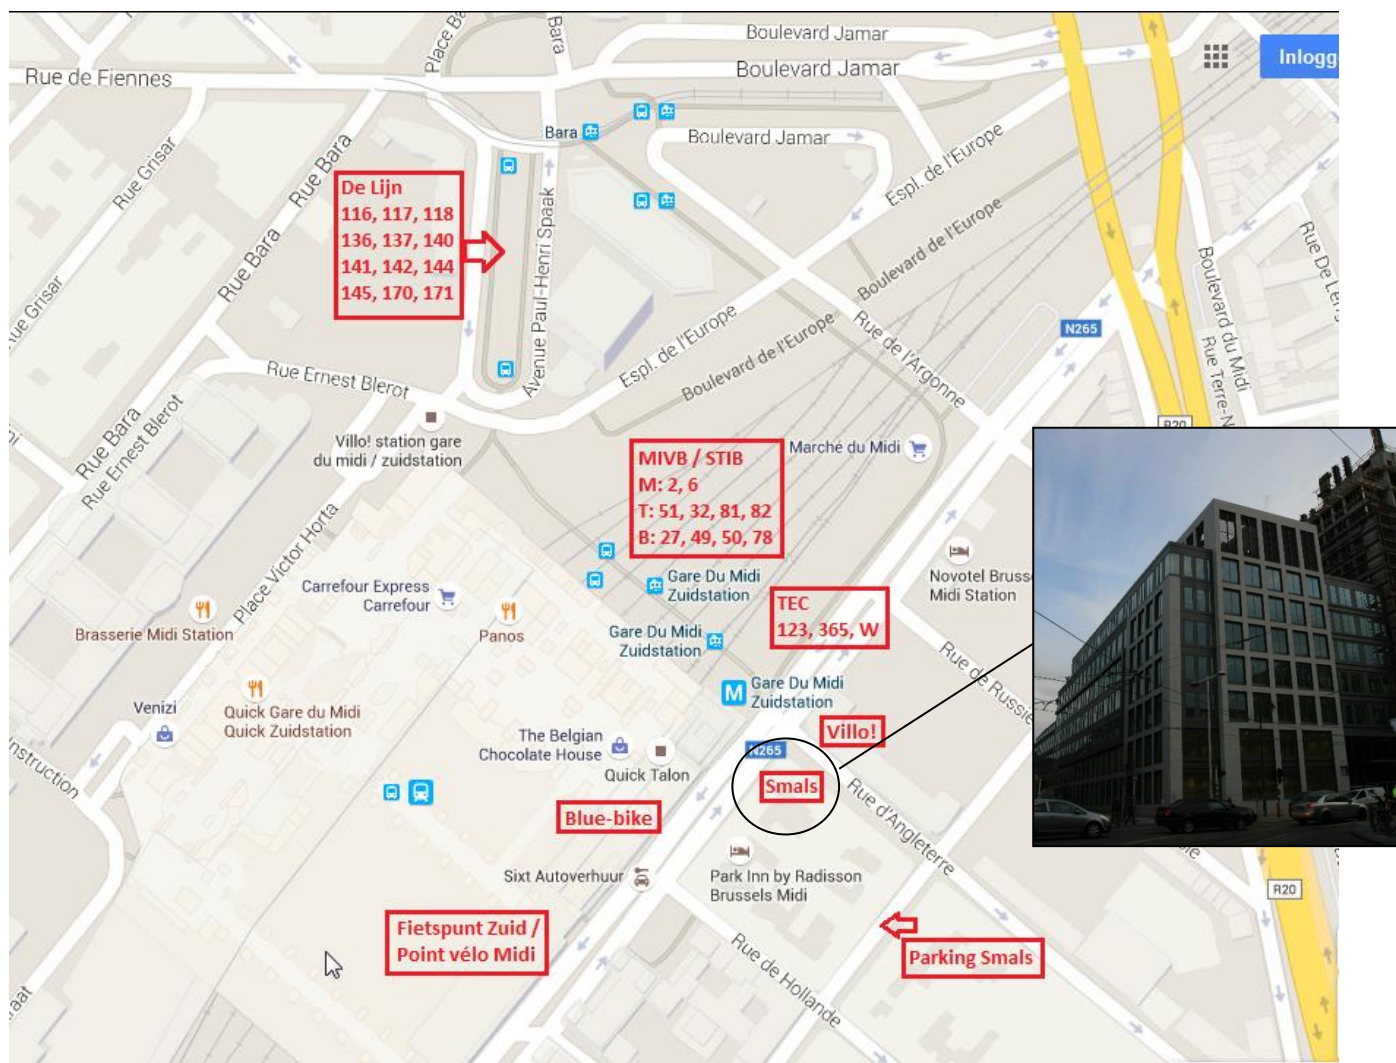 Boulevard Jamar
Boulevard Jamar
Place Ba
Bara
Inlogg
Rue de Fiennes
Bara
Boulevard Jamar
Rue Grisar
Rue Bara
Espl. de l'Europe
De Lijn
116, 117, 118
136, 137, 140
141, 142, 144
145, 170, 171
Avenue Paul-Henri Spaak
Rue Bara
Boulevard de l'Europe
Rue Grisar
Boulevard du Midi
Rue Terre-N
N265
Espl. de l'Europe
Boulevard de l'Europe
Rue de l'Argonne
Rue Ernest Blerot
Rue Bara
Rue Ernest Blerot
R20
Villo! station gare
du midi / zuidstation
MIVB / STIB
M: 2, 6
T: 51, 32, 81, 82
B: 27, 49, 50, 78
Marché du Midi
Place Victor Horta
Carrefour Express
Carrefour
Gare Du Midi
Zuidstation
Novotel Bruss
Midi Station
TEC
123, 365, W
Brasserie Midi Station
Panos
Gare Du Midi
Zuidstation
Rue de Russie
M
Gare Du Midi
Zuidstation
Venizi
Quick Gare du Midi
Quick Zuidstation
Villo!
The Belgian
Chocolate House
N265
Quick Talon
nstruction
Smals
Rue d'Angleterre
Blue-bike
Sixt Autoverhuur
Park Inn by Radisson
Brussels Midi
R20
Fietspunt Zuid /
Point vélo Midi
Parking Smals
Rue de Hollande
aat